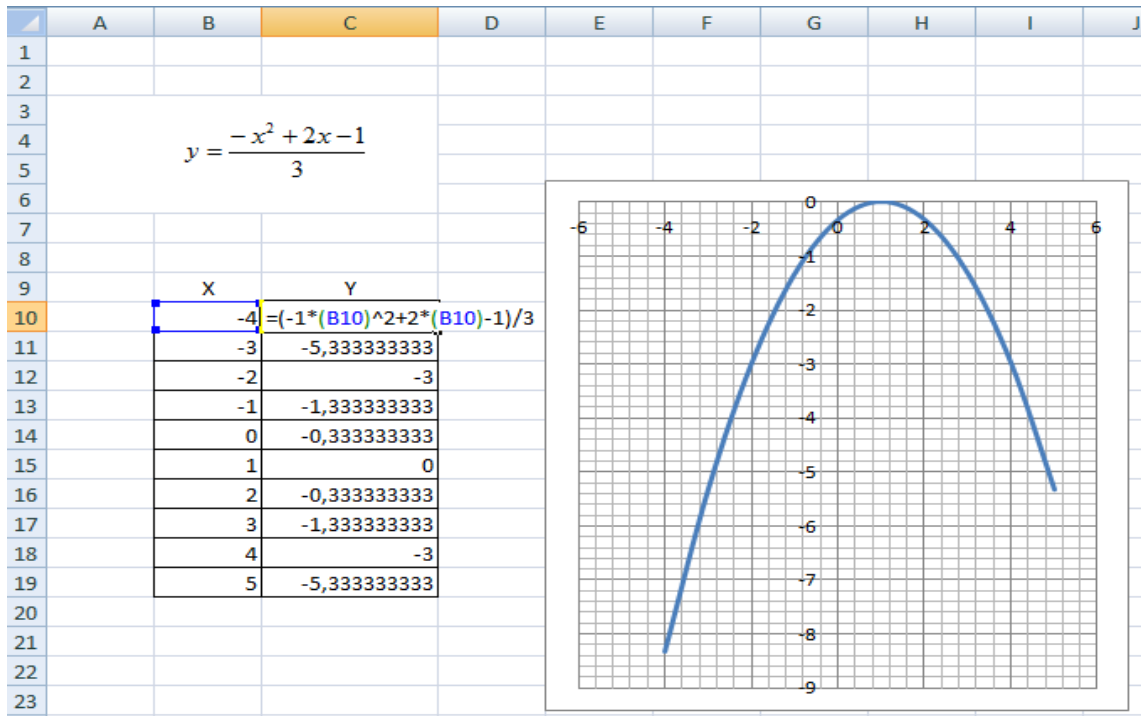 A B C D E F G H I J
1
2
3
4
5
y = (-x² + 2x - 1) / 3
6
7
8
9 X Y
10 -4 =(-1*(B10)^2+2*(B10)-1)/3
11 -3 -5,333333333
12 -2 -3
13 -1 -1,333333333
14 0 -0,333333333
15 1 0
16 2 -0,333333333
17 3 -1,333333333
18 4 -3
19 5 -5,333333333
20
21
22
23
0
-6 -4 -2 0 2 4 6
-1
-2
-3
-4
-5
-6
-7
-8
-9